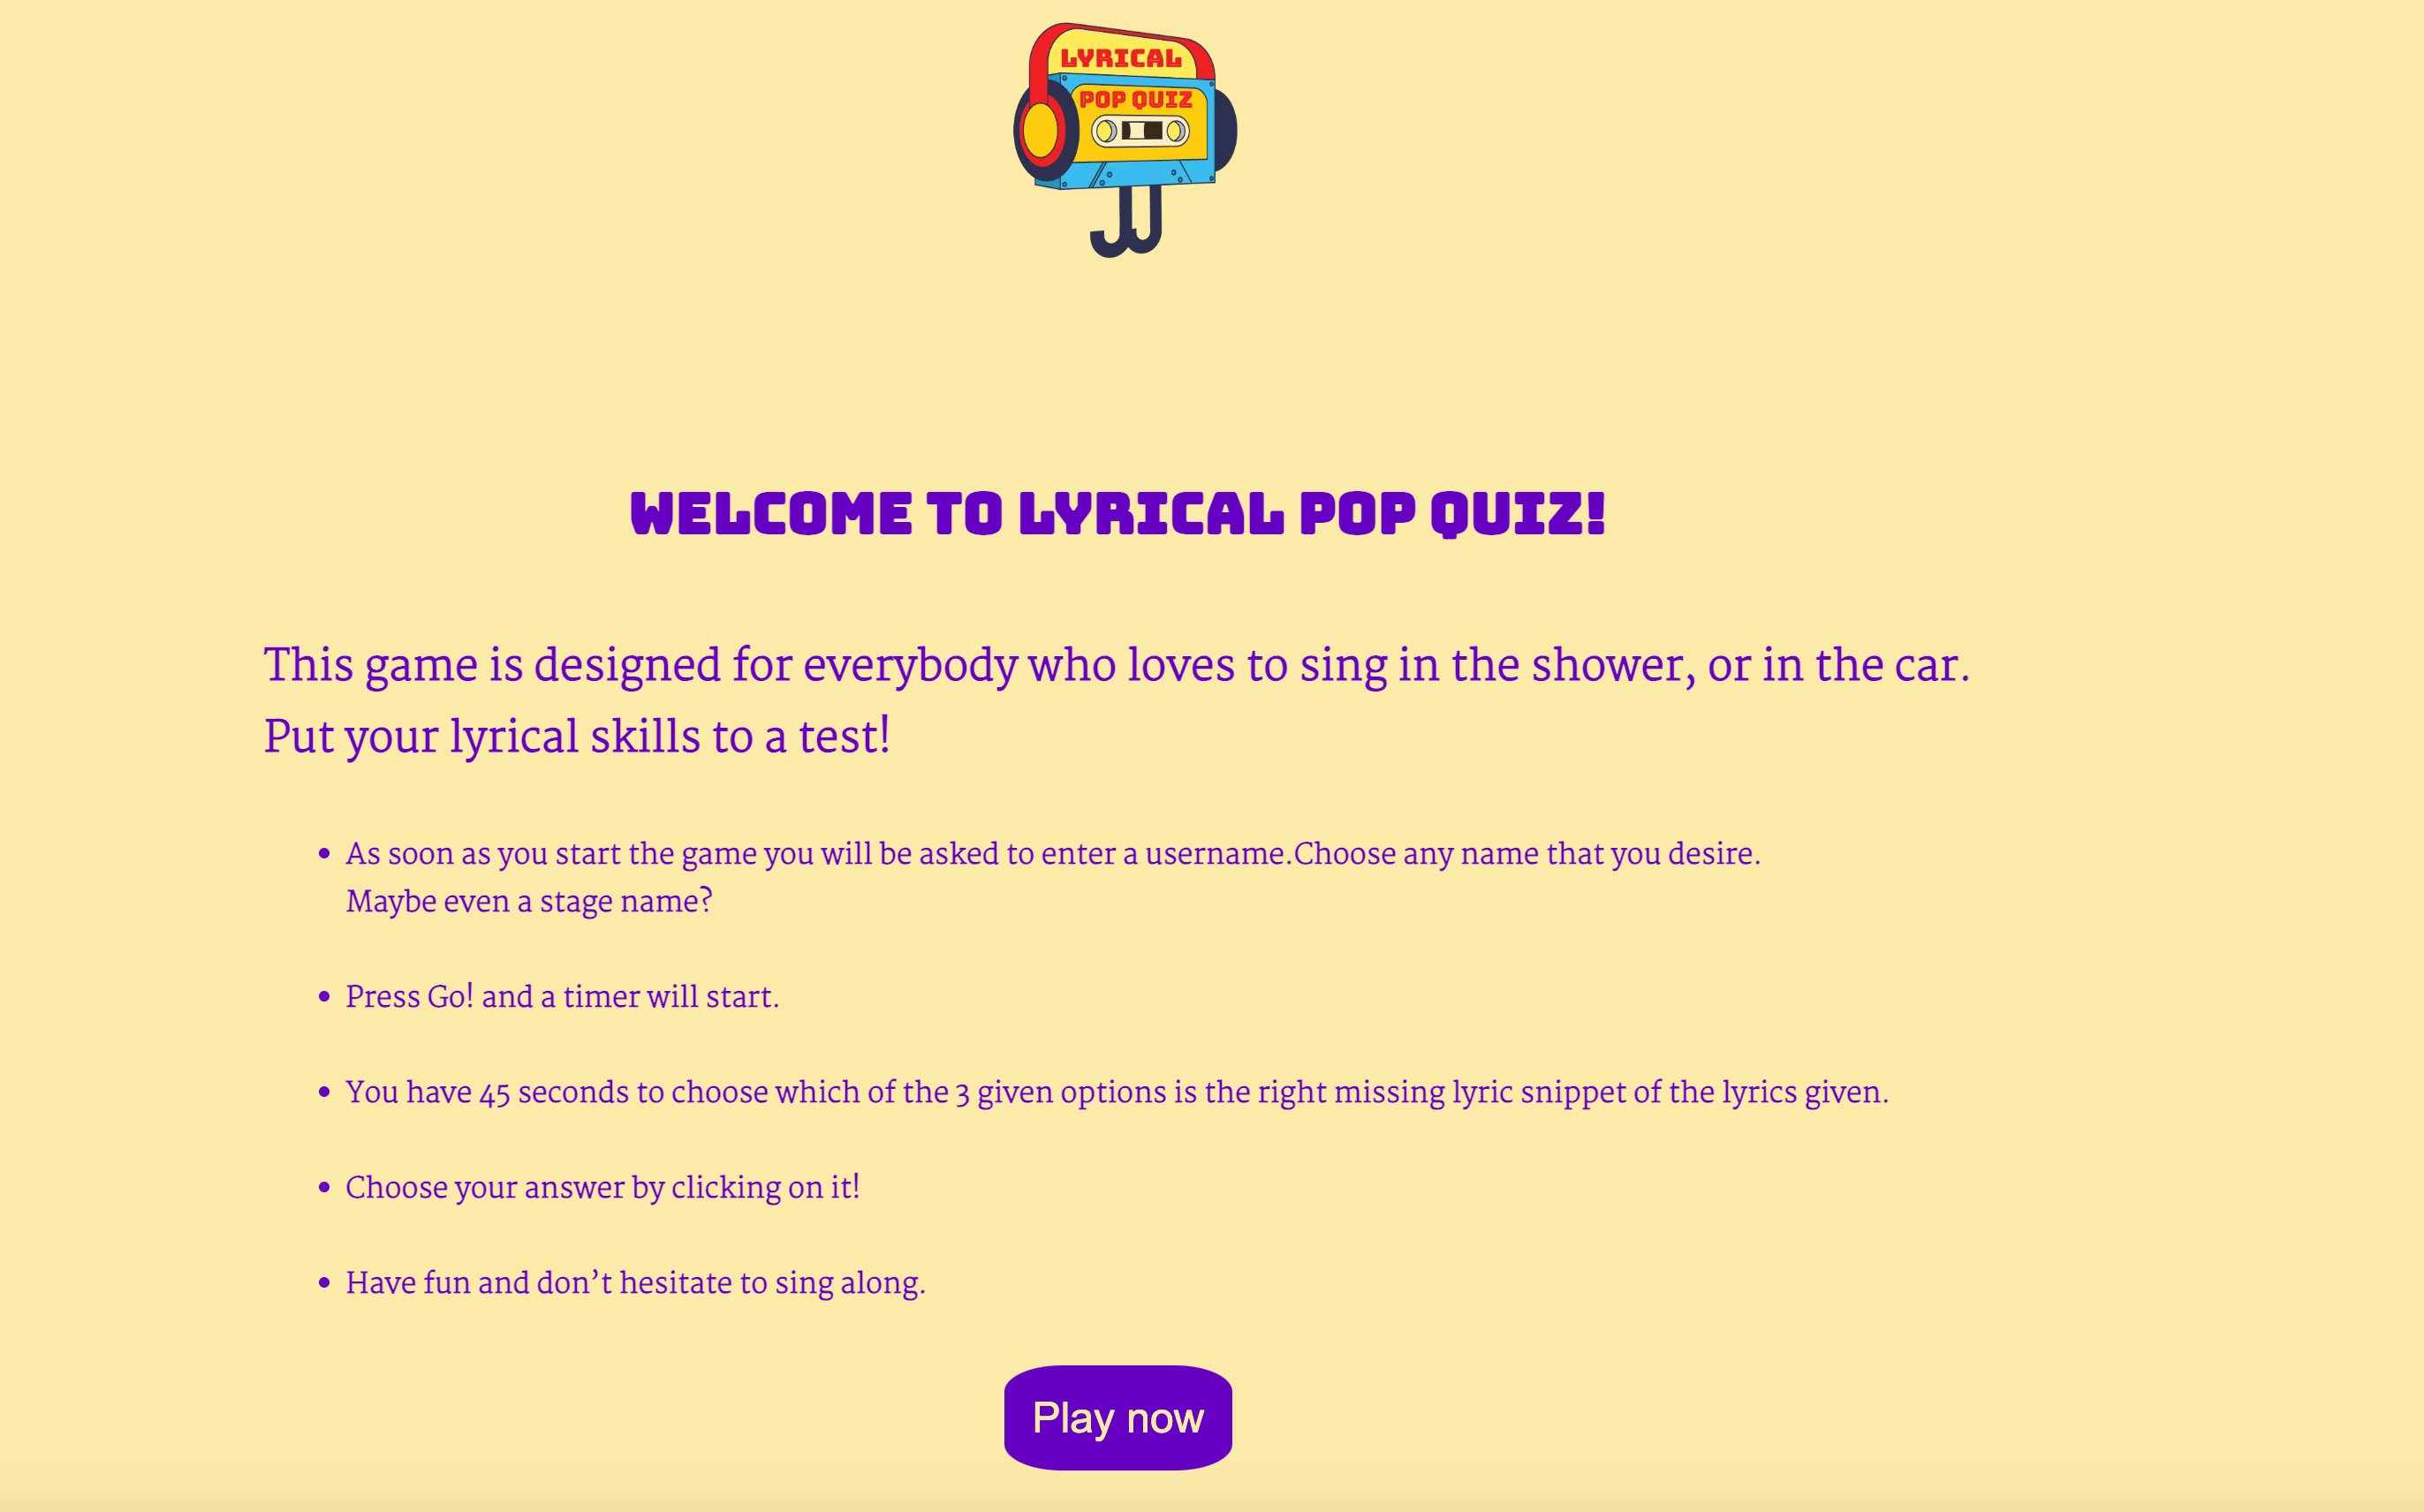 LYRICAL
POP QUIZ
WELCOME TO LYRICAL POP QUIZ!
This game is designed for everybody who loves to sing in the shower, or in the car.
Put your lyrical skills to a test!
• As soon as you start the game you will be asked to enter a username.Choose any name that you desire.
Maybe even a stage name?
• Press Go! and a timer will start.
• You have 45 seconds to choose which of the 3 given options is the right missing lyric snippet of the lyrics given.
• Choose your answer by clicking on it!
• Have fun and don’t hesitate to sing along.
Play now